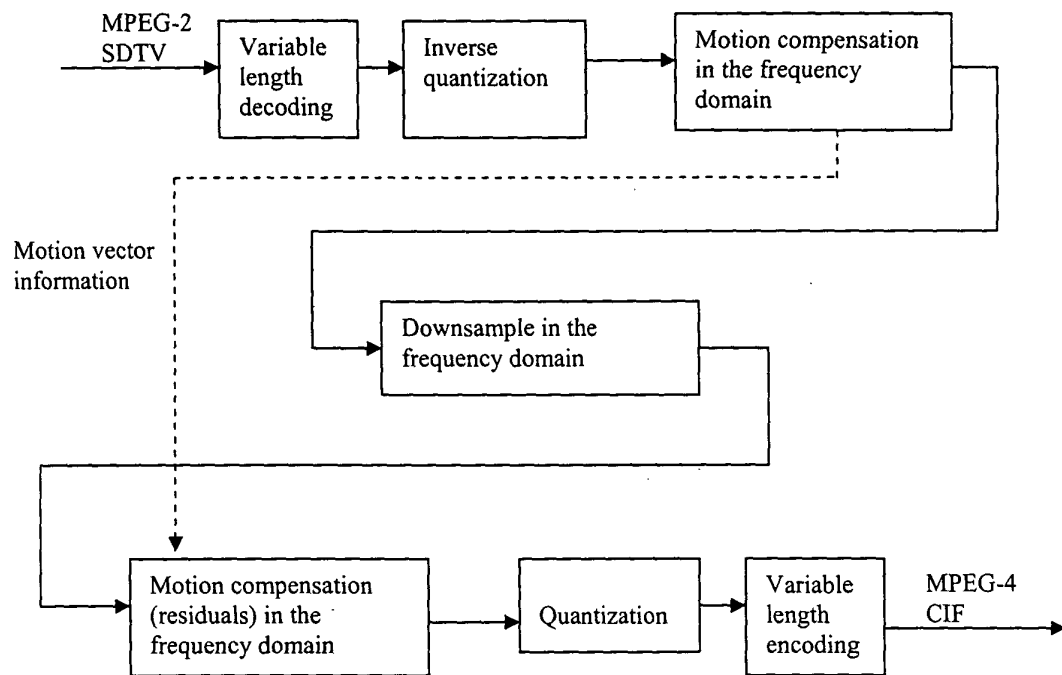 MPEG-2
SDTV
Variable
length
decoding
Inverse
quantization
Motion compensation
in the frequency
domain
Motion vector
information
Downsample in the
frequency domain
Motion compensation
(residuals) in the
frequency domain
Quantization
Variable
length
encoding
MPEG-4
CIF